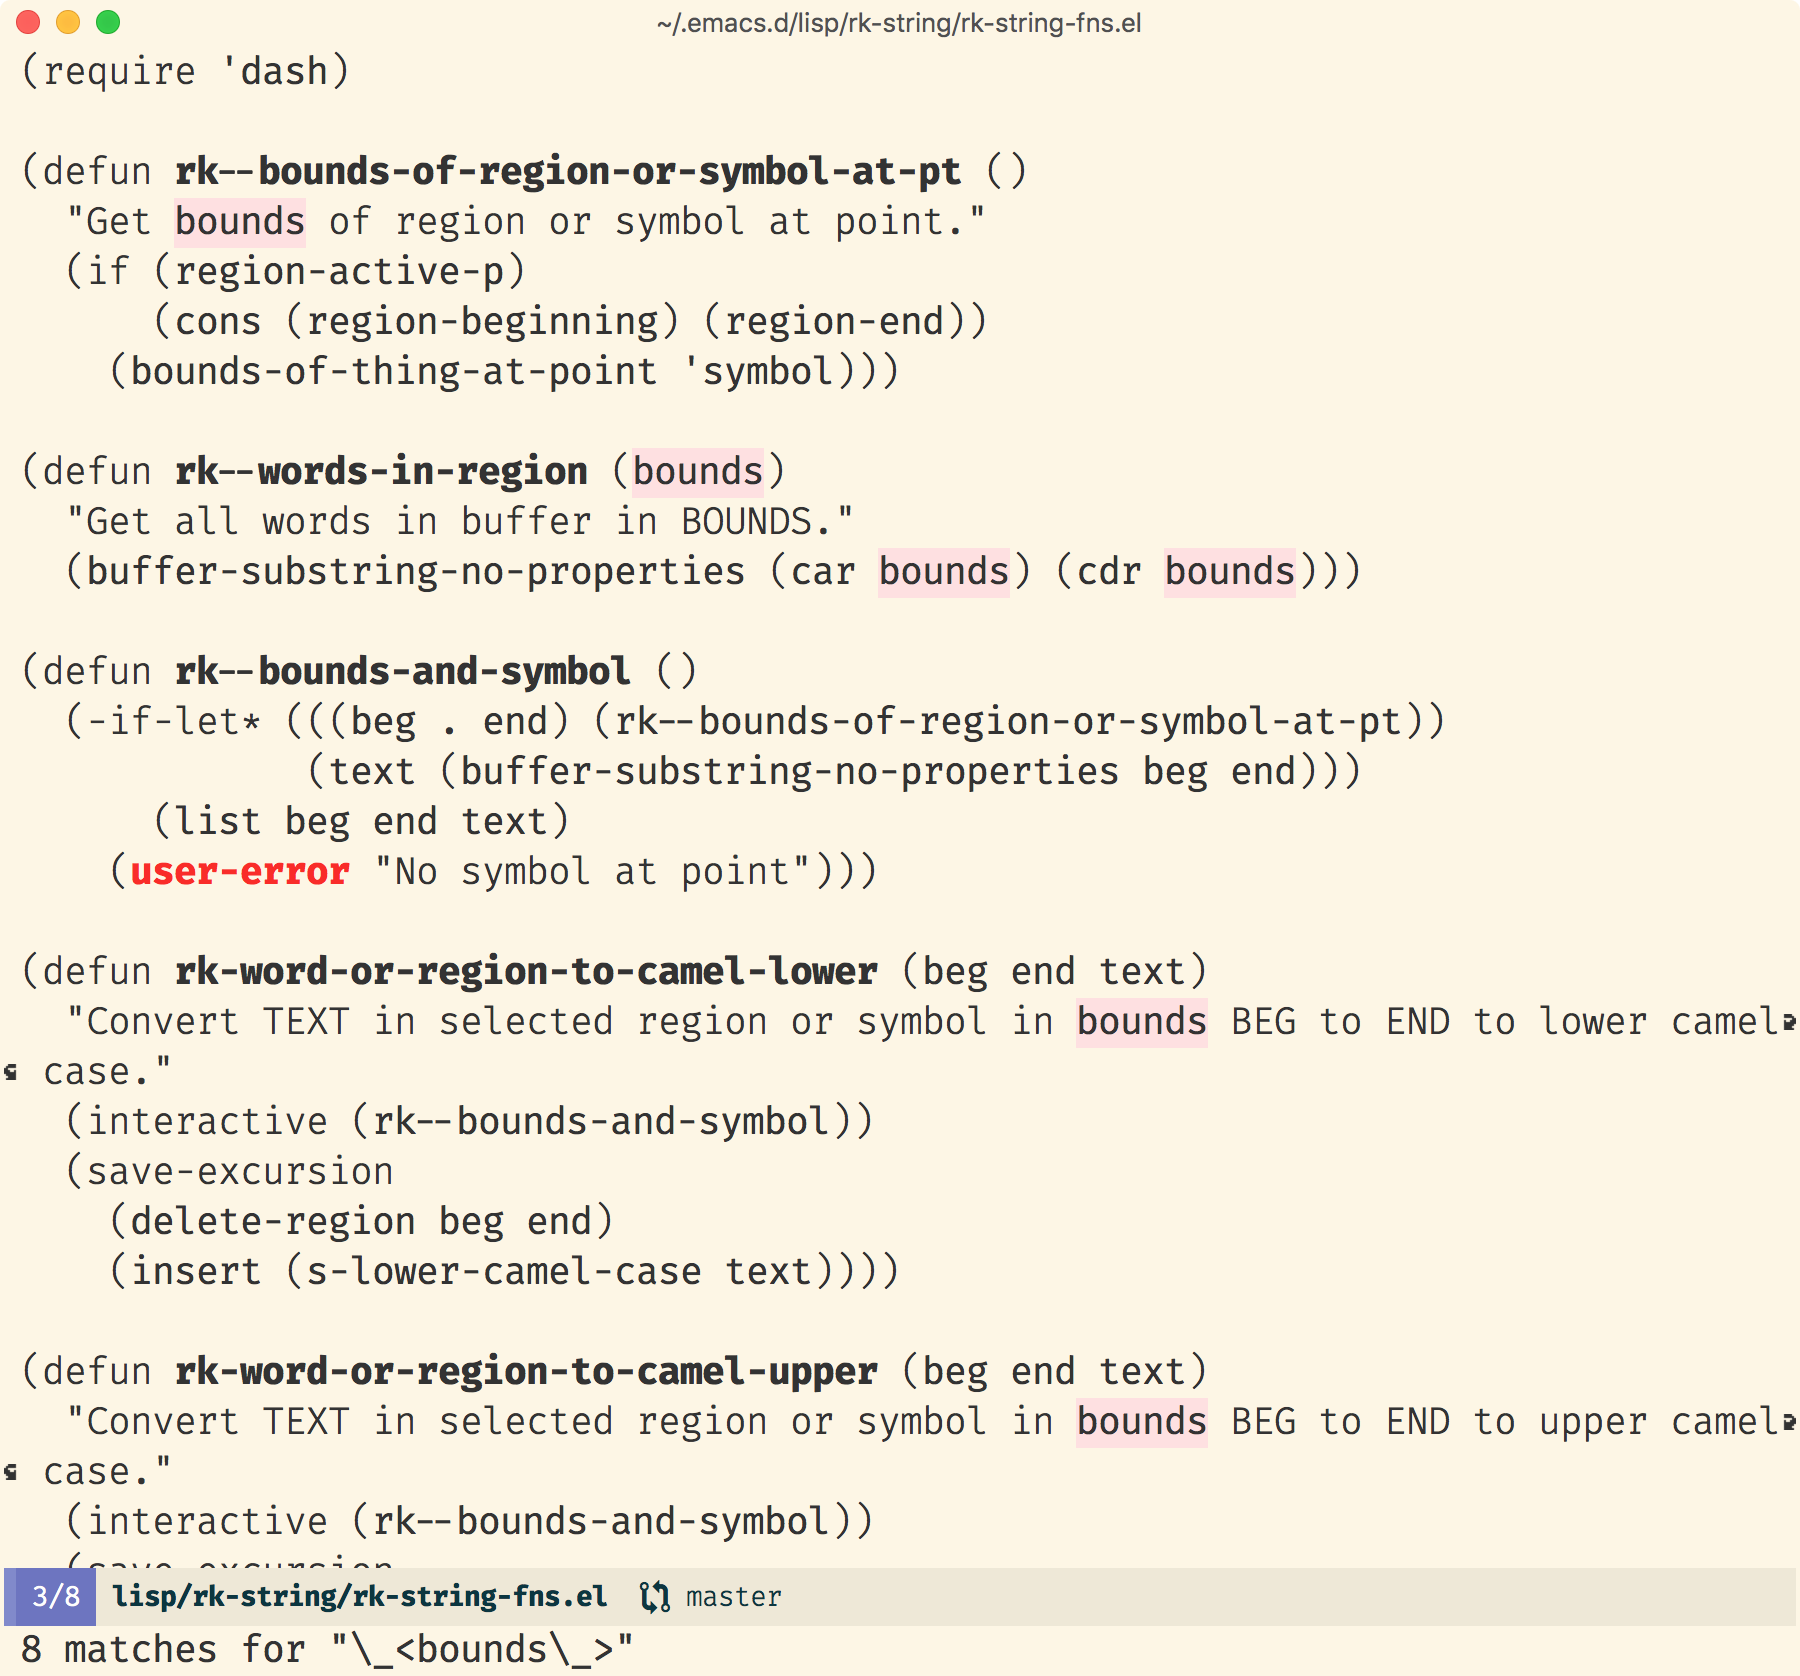 ~/.emacs.d/lisp/rk-string/rk-string-fns.el
(require 'dash)
(defun rk--bounds-of-region-or-symbol-at-pt ()
"Get bounds of region or symbol at point."
(if (region-active-p)
(cons (region-beginning) (region-end))
(bounds-of-thing-at-point 'symbol)))
(defun rk--words-in-region (bounds)
"Get all words in buffer in BOUNDS."
(buffer-substring-no-properties (car bounds) (cdr bounds)))
(defun rk--bounds-and-symbol ()
(-if-let* (((beg . end) (rk--bounds-of-region-or-symbol-at-pt))
(text (buffer-substring-no-properties beg end)))
(list beg end text)
(user-error "No symbol at point")))
(defun rk-word-or-region-to-camel-lower (beg end text)
"Convert TEXT in selected region or symbol in bounds BEG to END to lower camel
case."
(interactive (rk--bounds-and-symbol))
(save-excursion
(delete-region beg end)
(insert (s-lower-camel-case text))))
(defun rk-word-or-region-to-camel-upper (beg end text)
"Convert TEXT in selected region or symbol in bounds BEG to END to upper camel
case."
(interactive (rk--bounds-and-symbol))
(save-excursion
3/8 lisp/rk-string/rk-string-fns.el master
8 matches for "\_<bounds\_>"